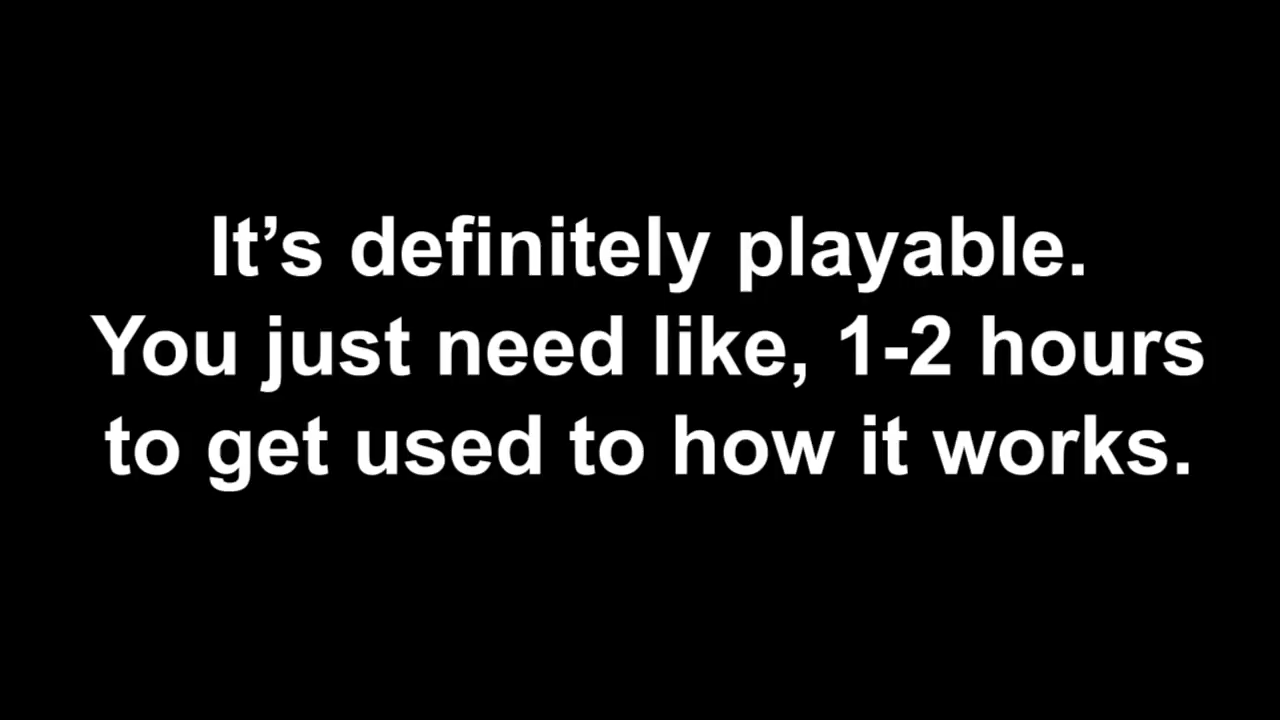 It’s definitely playable.
You just need like, 1-2 hours
to get used to how it works.